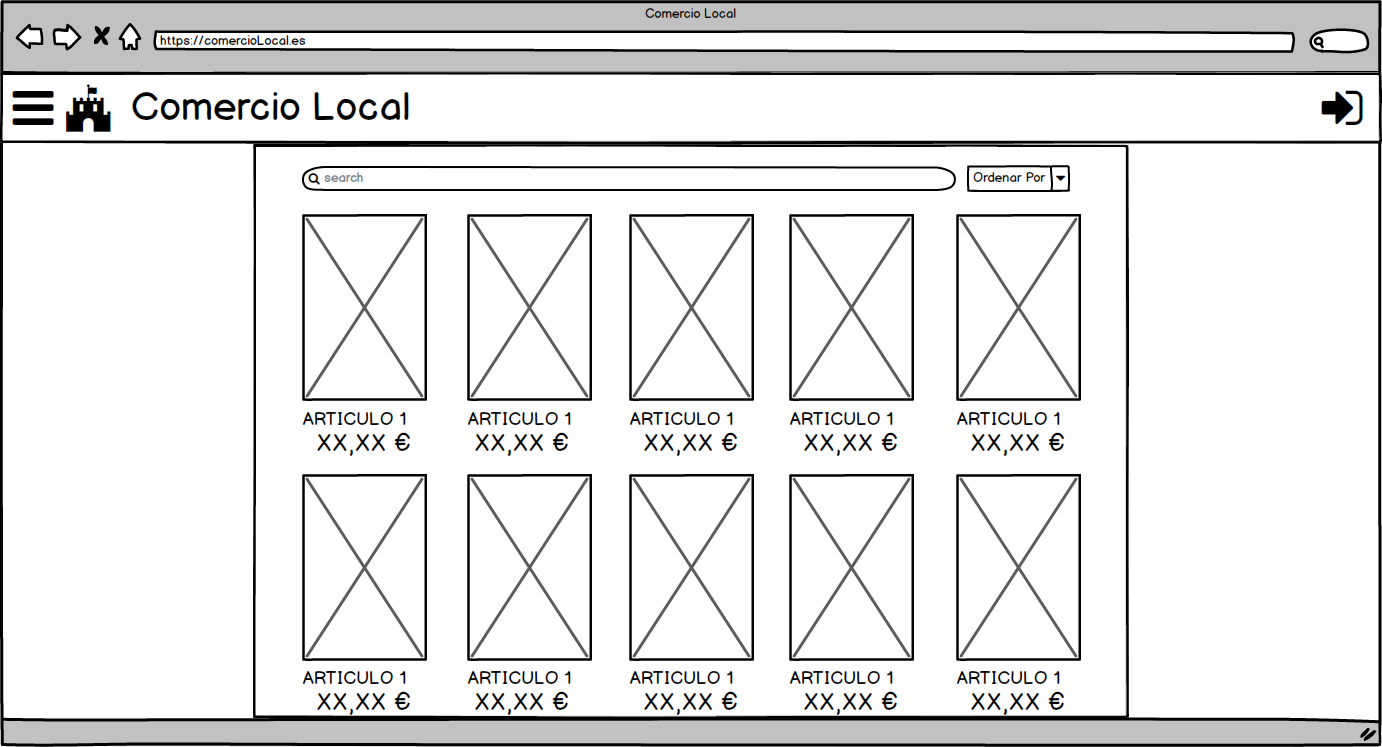 Comercio Local
https://comercioLocal.es
Comercio Local
search
Ordenar Por
ARTICULO 1 ARTICULO 1 ARTICULO 1 ARTICULO 1 ARTICULO 1
XX,XX € XX,XX € XX,XX € XX,XX € XX,XX €
ARTICULO 1 ARTICULO 1 ARTICULO 1 ARTICULO 1 ARTICULO 1
XX,XX € XX,XX € XX,XX € XX,XX € XX,XX €